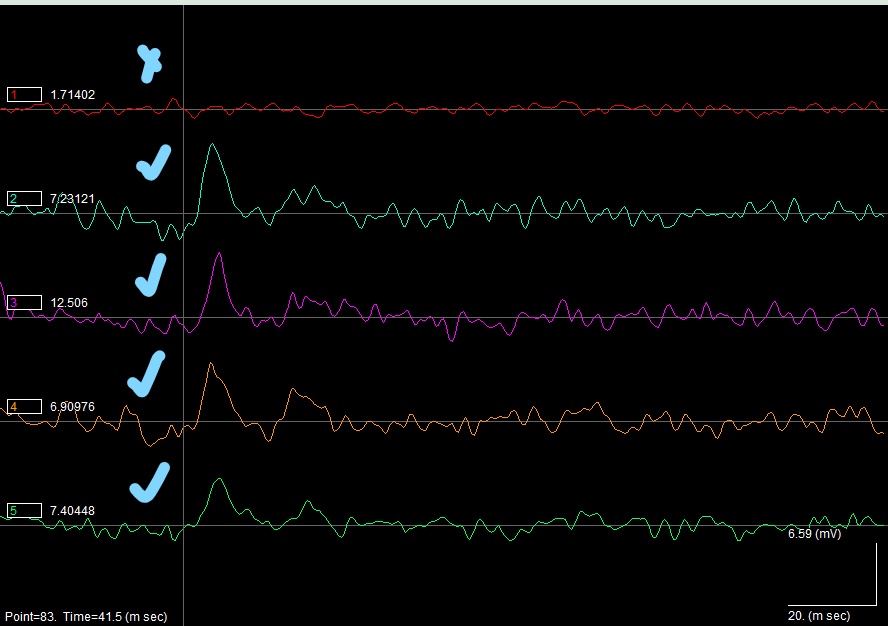 1 1.71402
2 7.23121
3 12.506
4 6.90976
5 7.40448
6.59 (mV)
20. (m sec)
Point=83. Time=41.5 (m sec)